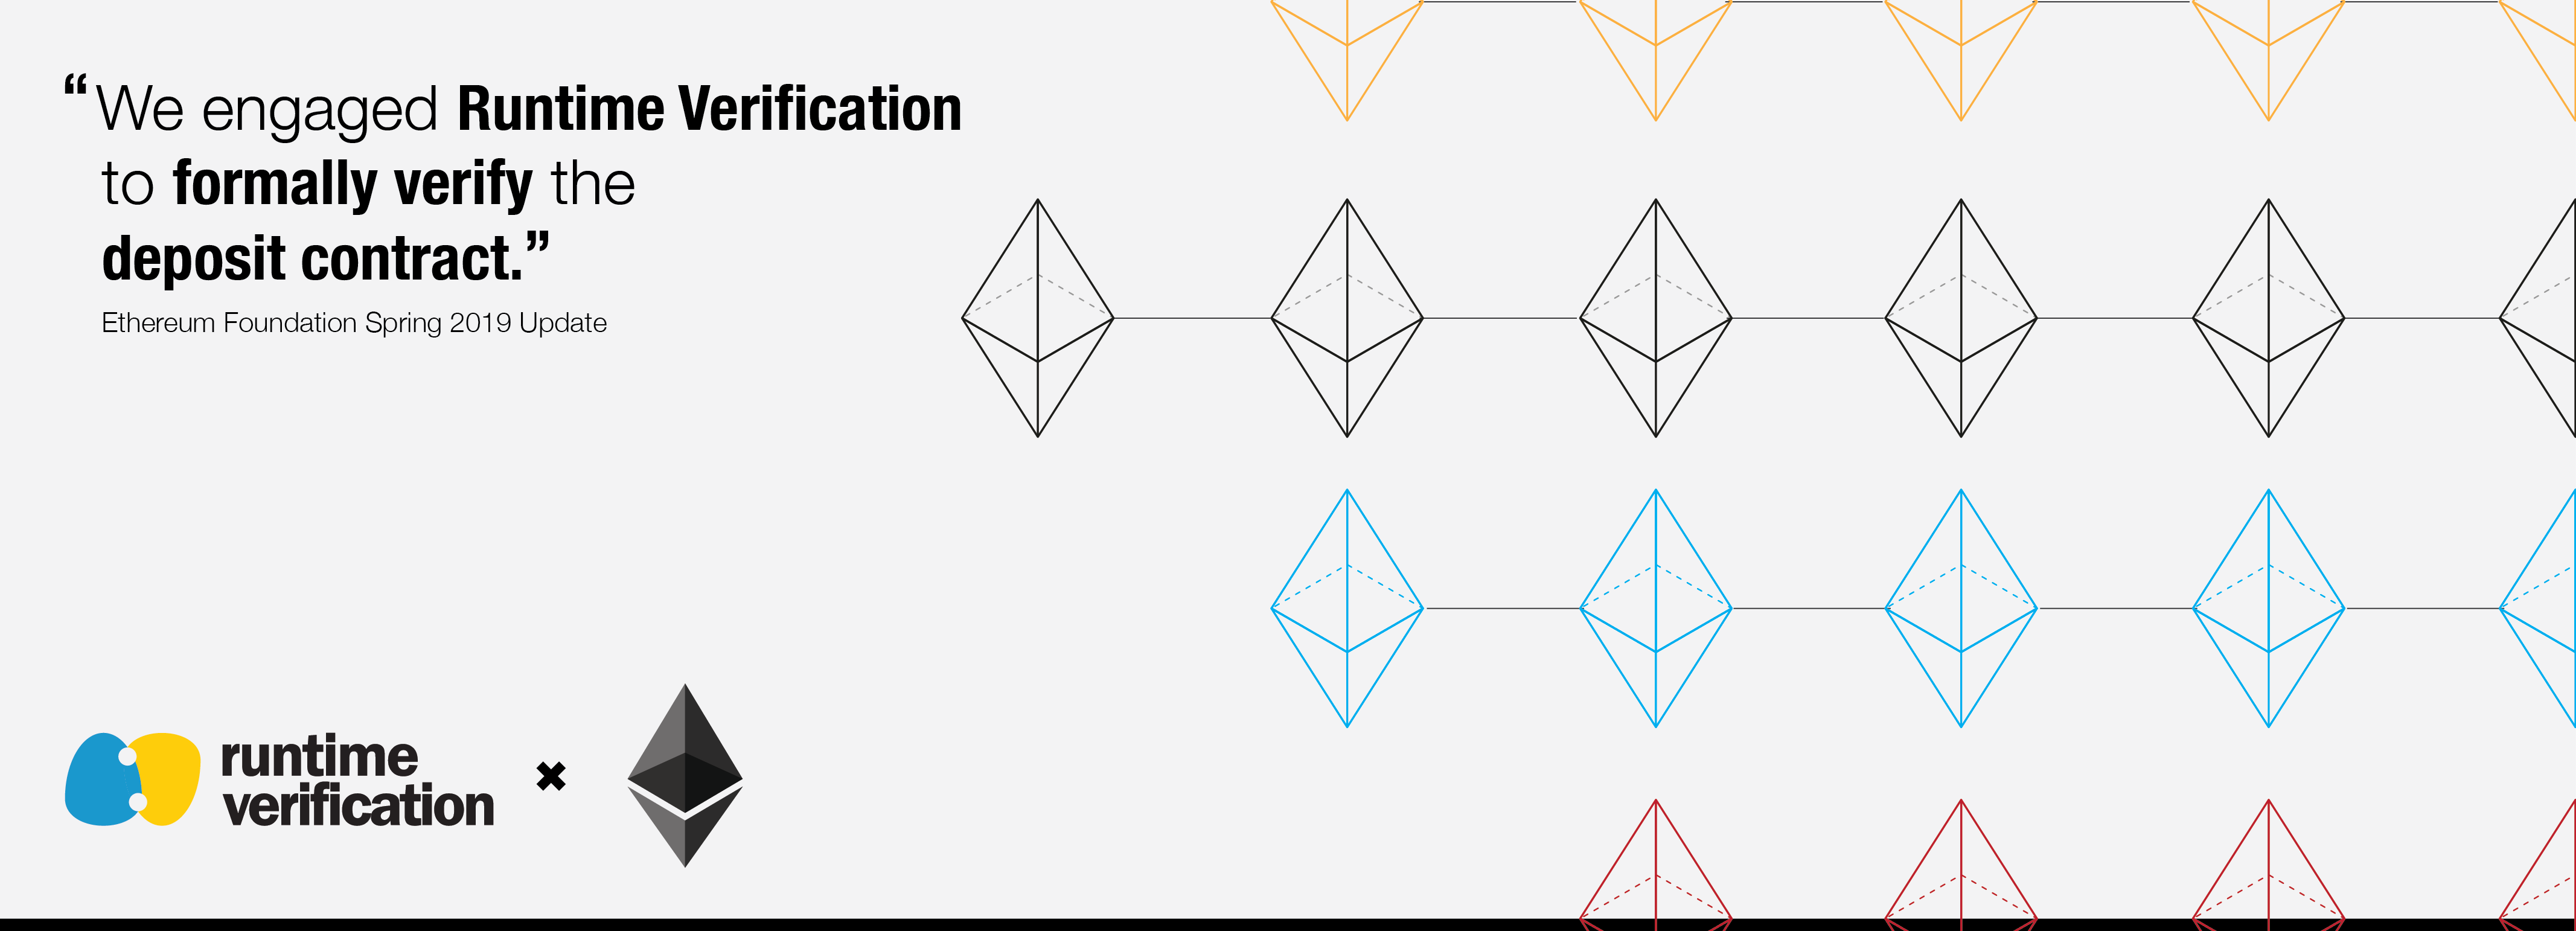 “We engaged Runtime Verification
to formally verify the
deposit contract.”
Ethereum Foundation Spring 2019 Update
runtime
verification